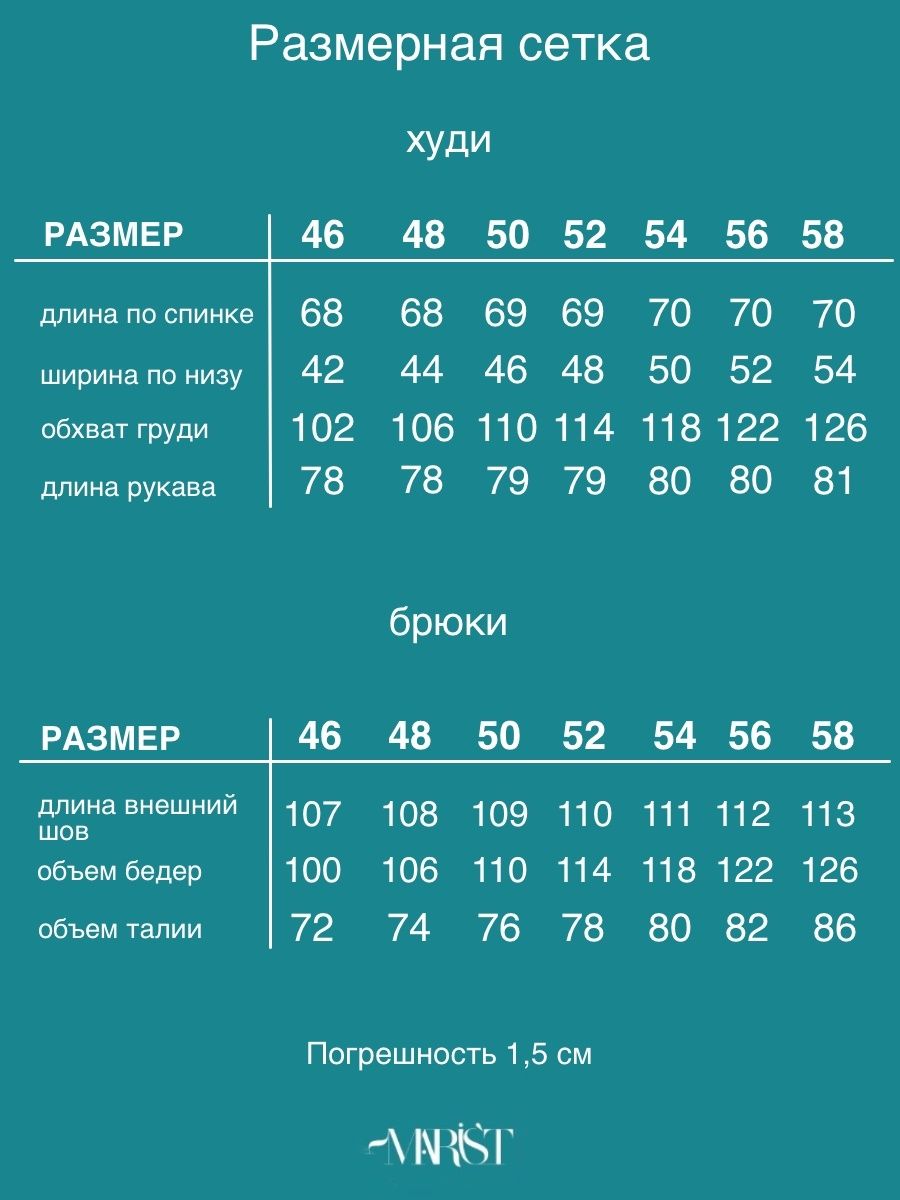 Размерная сетка
худи
РАЗМЕР 46 48 50 52 54 56 58
длина по спинке 68 68 69 69 70 70 70
ширина по низу 42 44 46 48 50 52 54
обхват груди 102 106 110 114 118 122 126
длина рукава 78 78 79 79 80 80 81
брюки
РАЗМЕР 46 48 50 52 54 56 58
длина внешний
шов 107 108 109 110 111 112 113
объем бедер 100 106 110 114 118 122 126
объем талии 72 74 76 78 80 82 86
Погрешность 1,5 см
MARIST